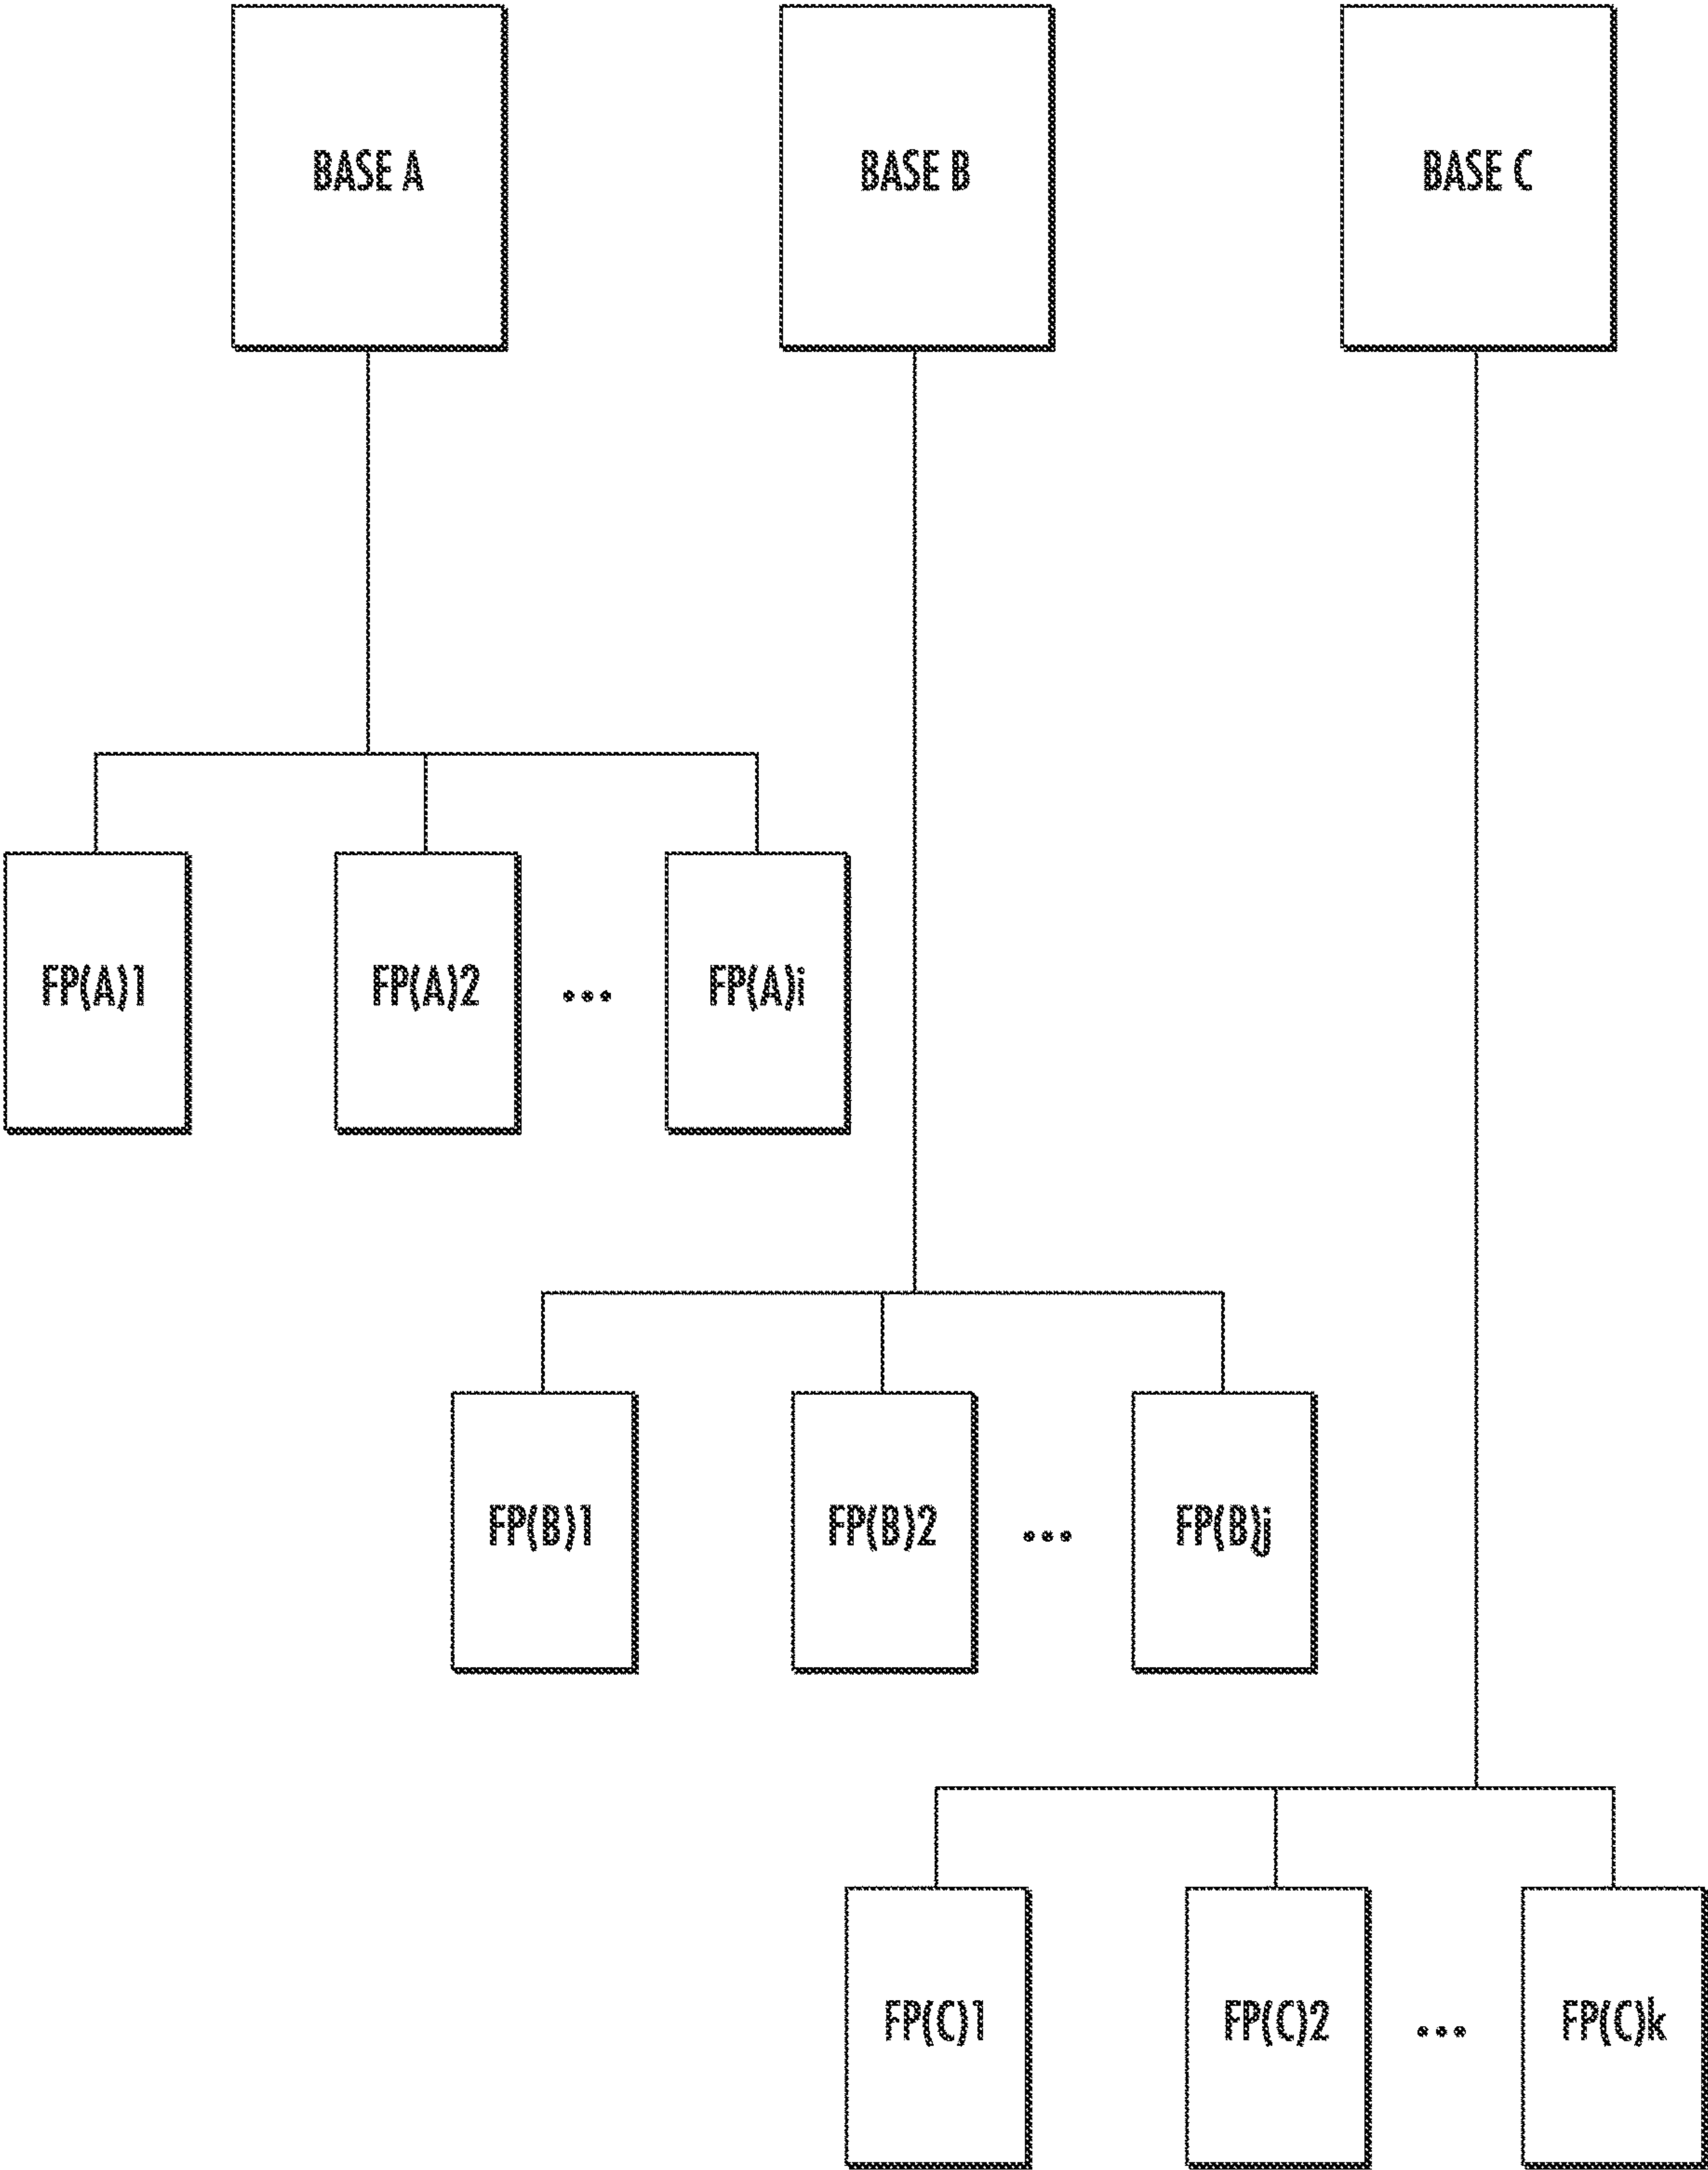 BASE A BASE B BASE C
FP(A)1 FP(A)2 ... FP(A)i
FP(B)1 FP(B)2 ... FP(B)j
FP(C)1 FP(C)2 ... FP(C)k